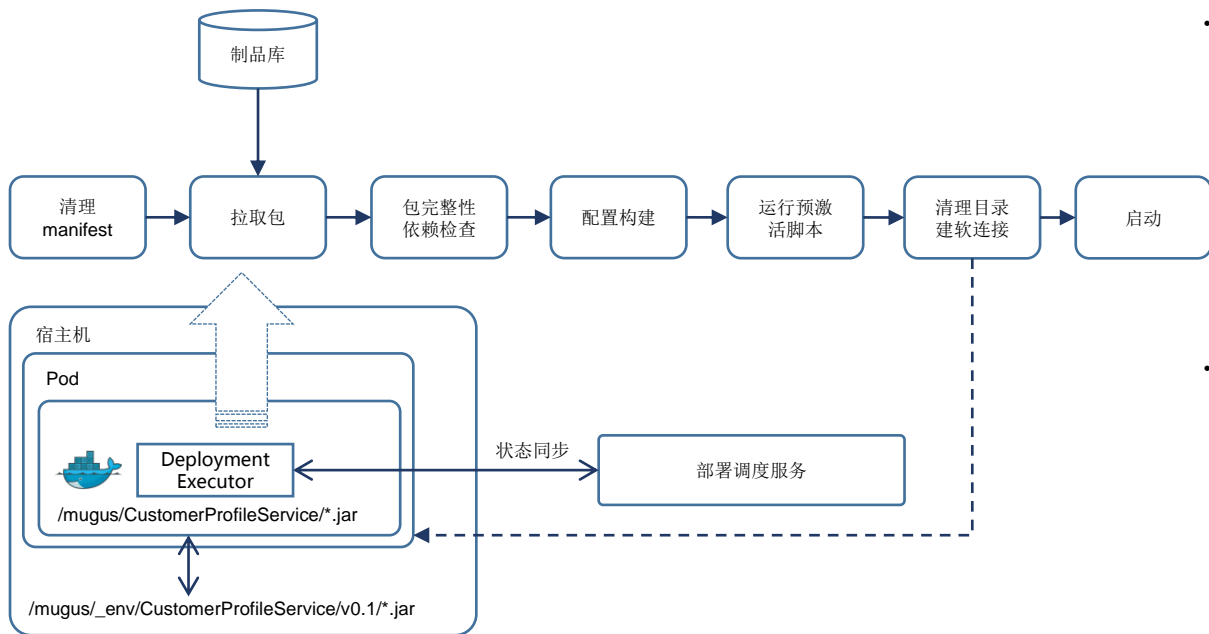 制品库
清理
manifest
拉取包
包完整性
依赖检查
配置构建
运行预激
活脚本
清理目录
建软连接
启动
宿主机
Pod
Deployment
Executor
/mugus/CustomerProfileService/*.jar
状态同步
部署调度服务
/mugus/_env/CustomerProfileService/v0.1/*.jar